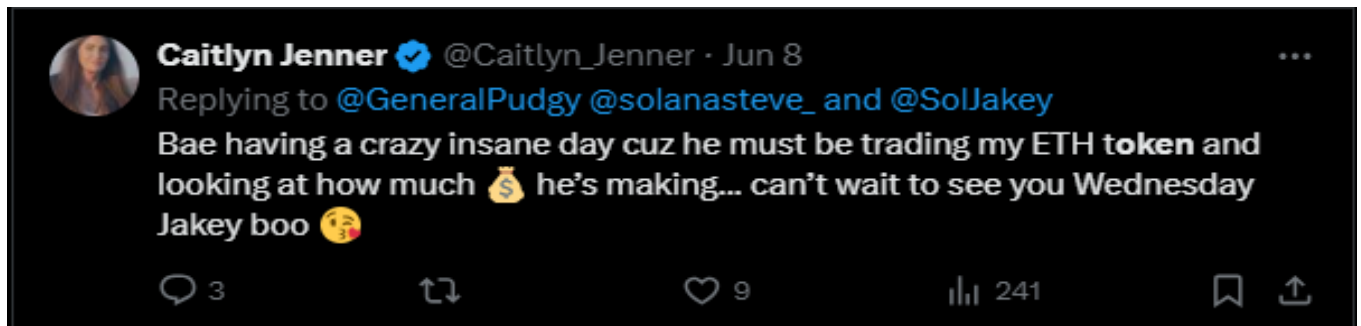 Caitlyn Jenner @Caitlyn_Jenner · Jun 8
Replying to @GeneralPudgy @solanasteve_ and @SolJakey
Bae having a crazy insane day cuz he must be trading my ETH token and
looking at how much 💰 he’s making... can’t wait to see you Wednesday
Jakey boo 😘
3 9 241